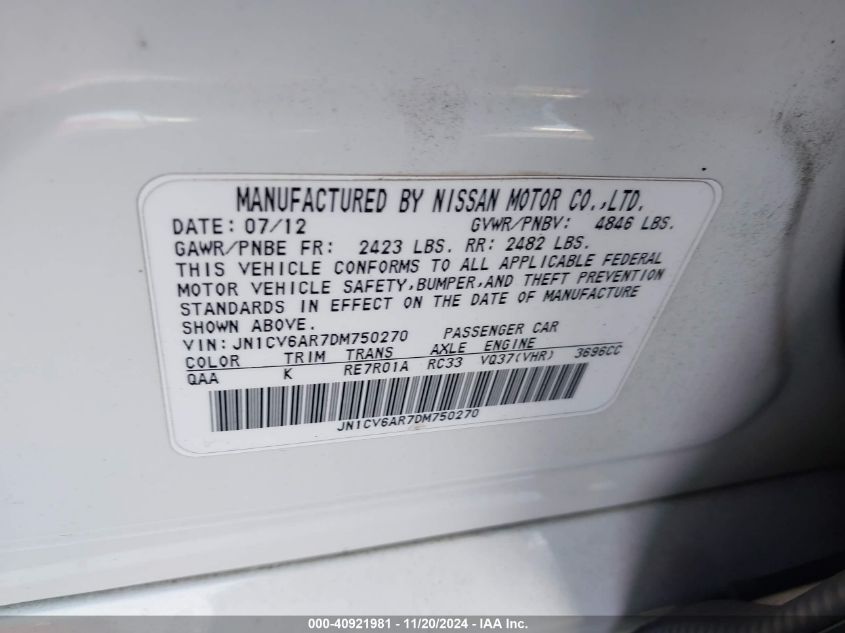 MANUFACTURED BY NISSAN MOTOR CO.,LTD.
DATE: 07/12 GVWR/PNBV: 4846 LBS.
GAWR/PNBE FR: 2423 LBS. RR: 2482 LBS.
THIS VEHICLE CONFORMS TO ALL APPLICABLE FEDERAL
MOTOR VEHICLE SAFETY,BUMPER,AND THEFT PREVENTION
STANDARDS IN EFFECT ON THE DATE OF MANUFACTURE
SHOWN ABOVE.
VIN: JN1CV6AR7DM750270 PASSENGER CAR
COLOR TRIM TRANS AXLE ENGINE
QAA K RE7R01A RC33 VQ37(VHR) 3696CC
JN1CV6AR7DM750270
000-40921981 - 11/20/2024 - IAA Inc.